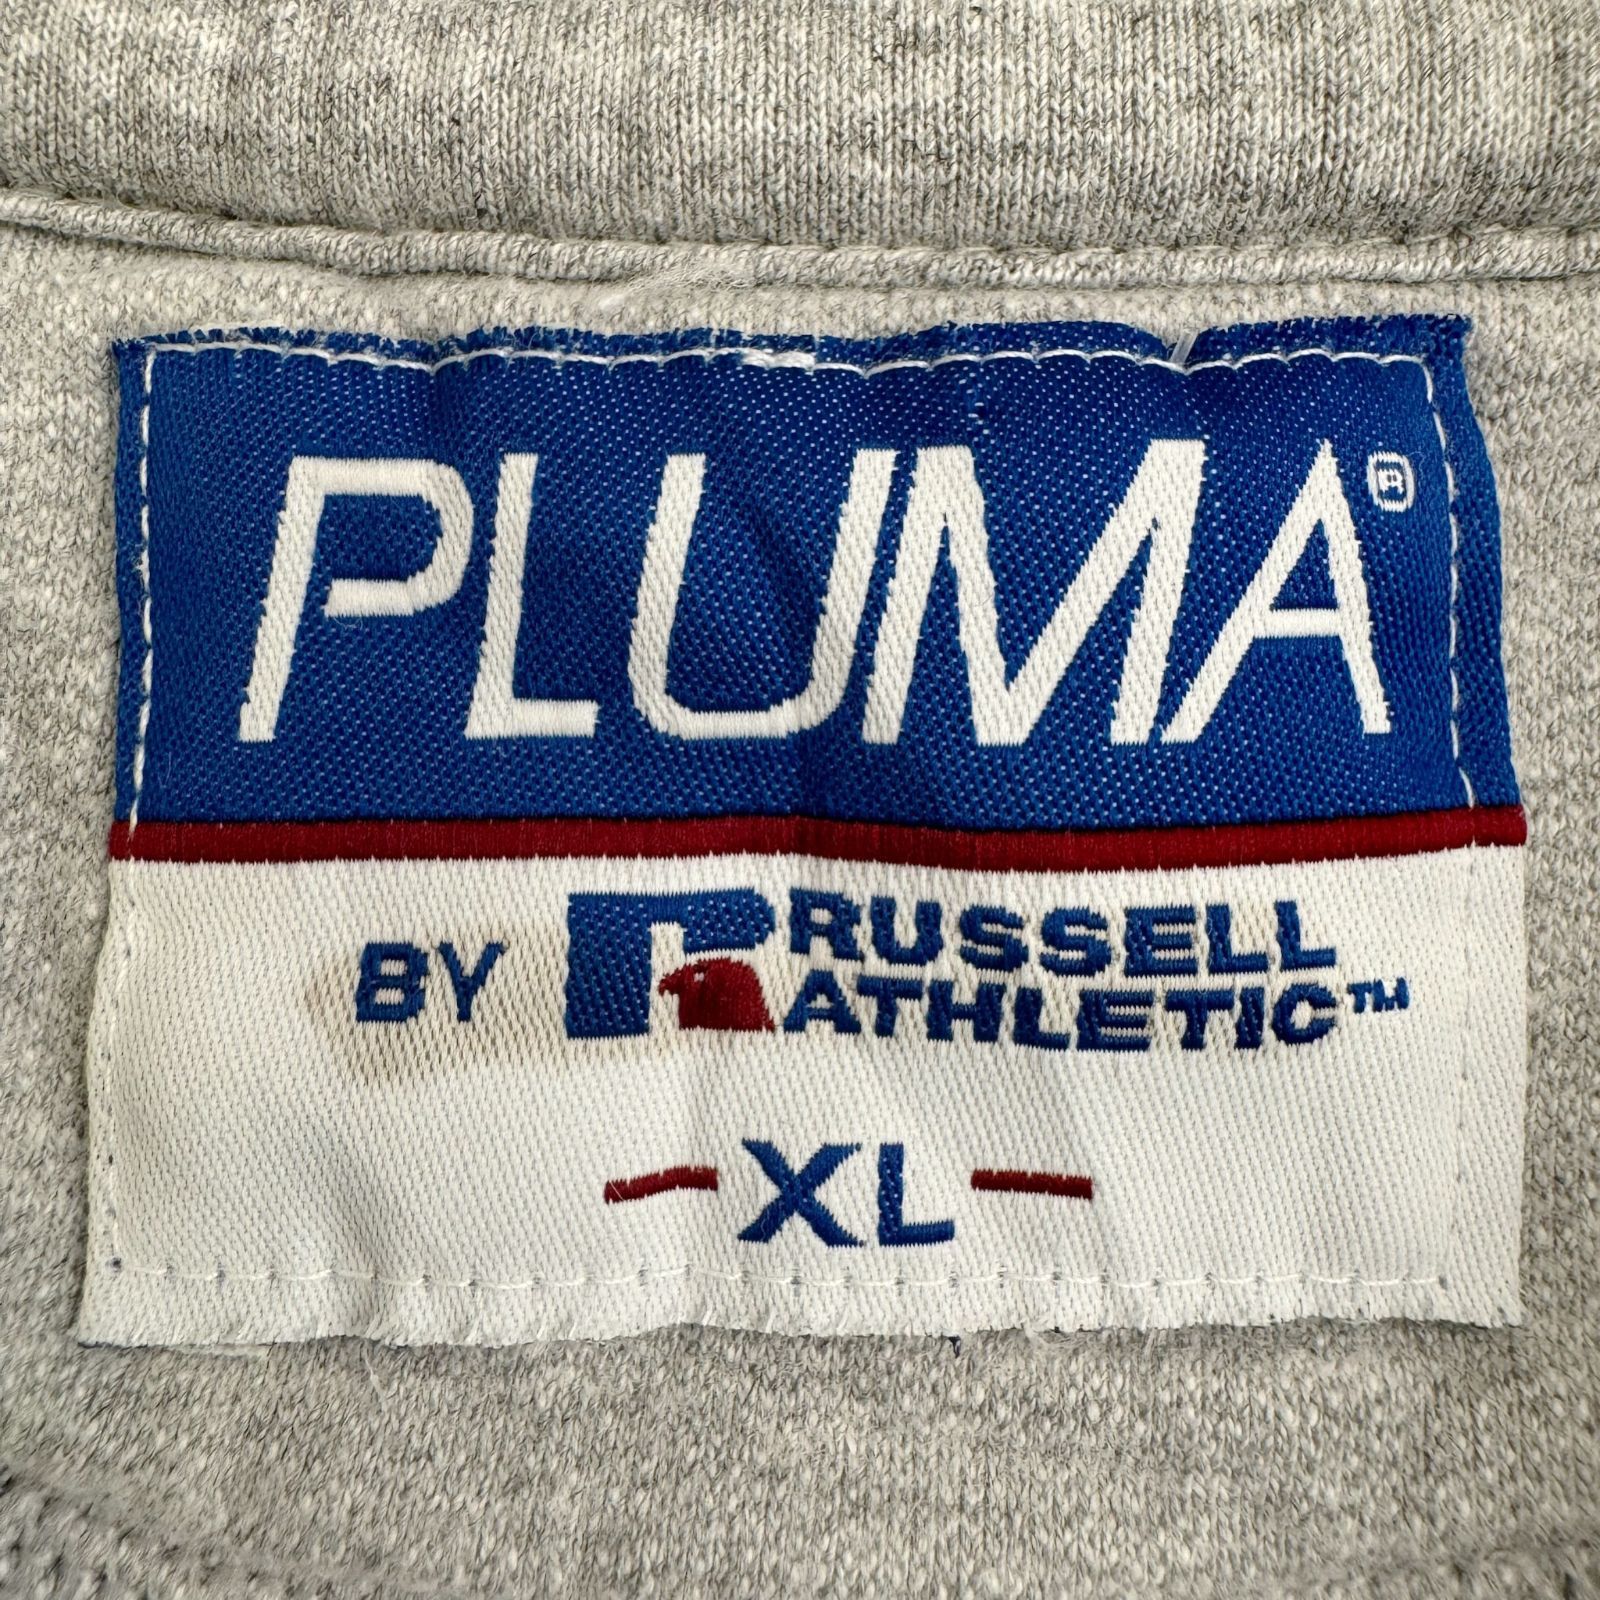 PLUMA®
BY R RUSSELL
ATHLETIC™
- XL -